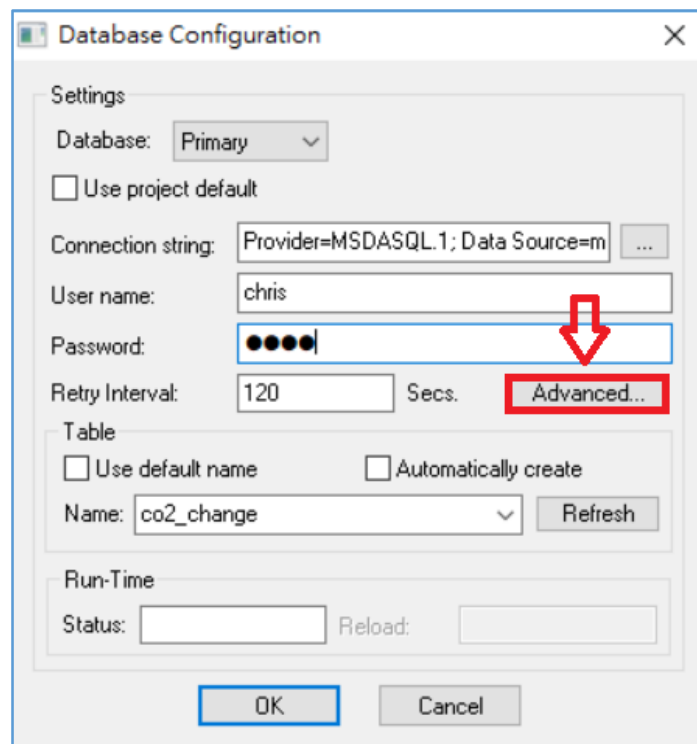 Database Configuration
Settings
Database: Primary
Use project default
Connection string: Provider=MSDASQL.1; Data Source=m ...
User name: chris
Password: ●●●●
Retry Interval: 120 Secs. Advanced...
Table
Use default name Automatically create
Name: co2_change Refresh
Run-Time
Status: Reload:
OK Cancel